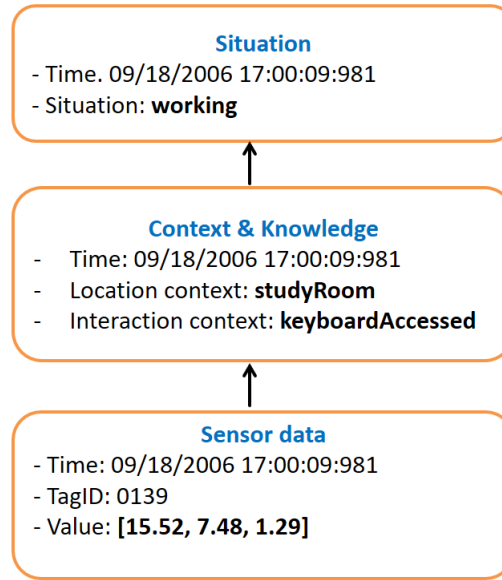 Situation
- Time. 09/18/2006 17:00:09:981
- Situation: working
Context & Knowledge
- Time: 09/18/2006 17:00:09:981
- Location context: studyRoom
- Interaction context: keyboardAccessed
Sensor data
- Time: 09/18/2006 17:00:09:981
- TagID: 0139
- Value: [15.52, 7.48, 1.29]